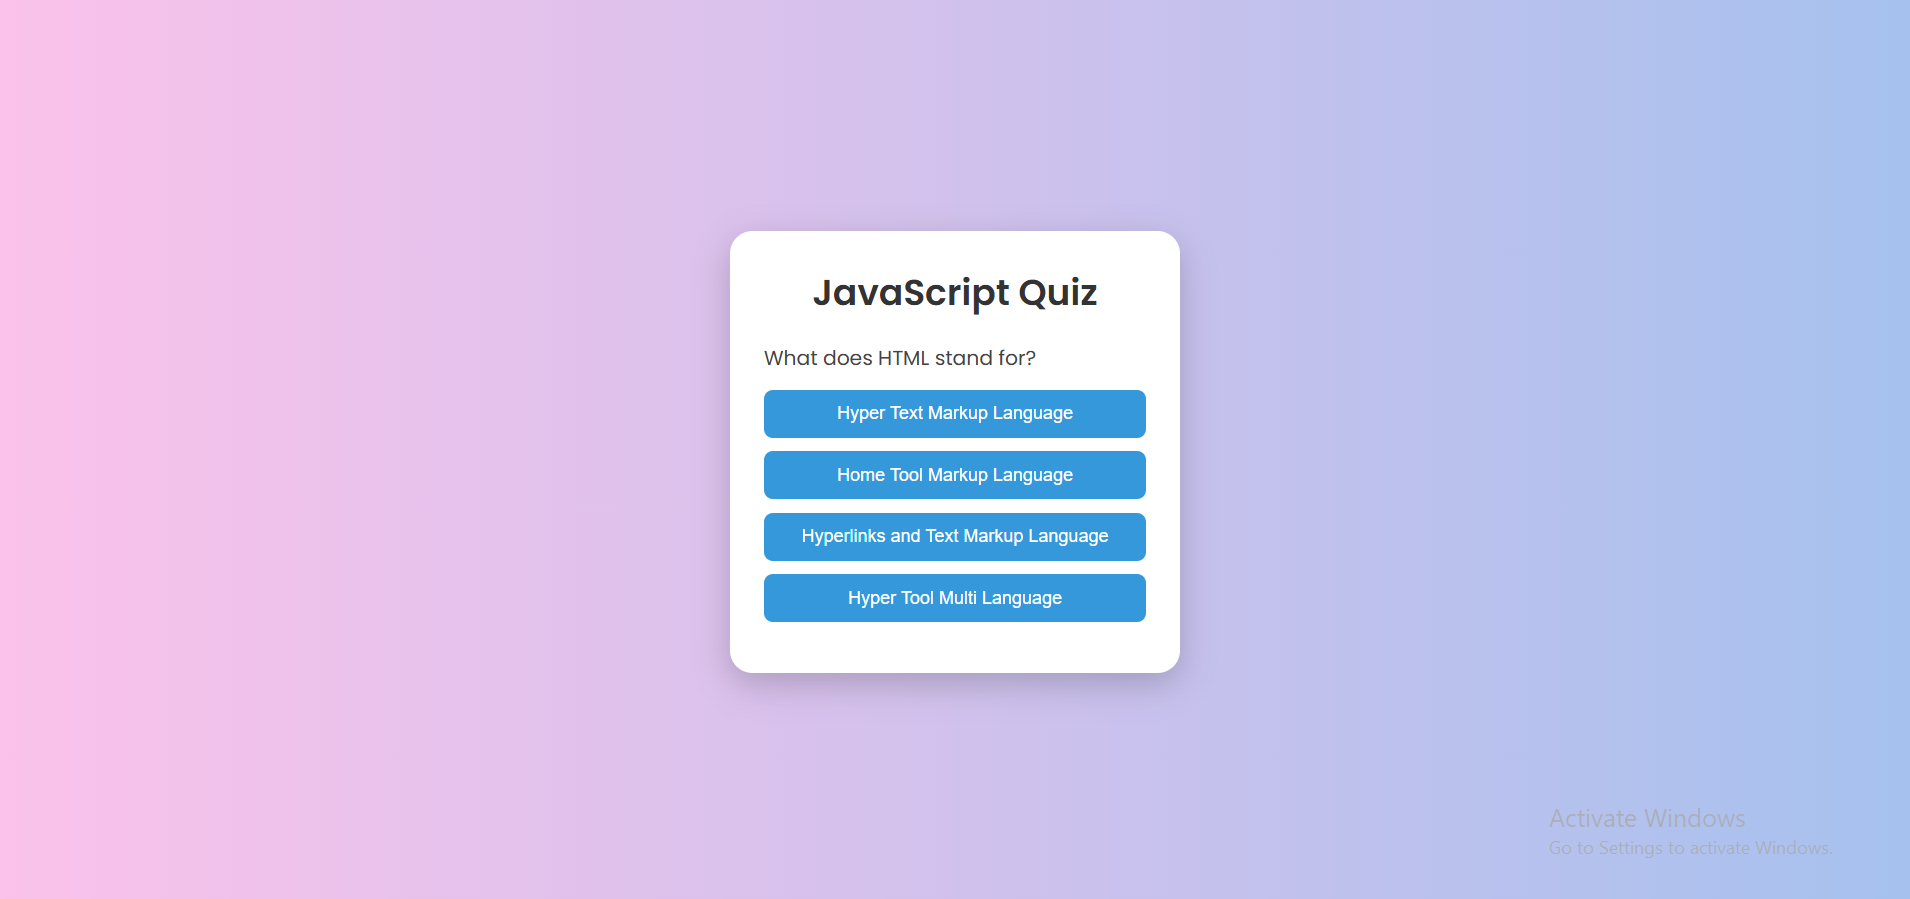 JavaScript Quiz
What does HTML stand for?
Hyper Text Markup Language
Home Tool Markup Language
Hyperlinks and Text Markup Language
Hyper Tool Multi Language
Activate Windows
Go to Settings to activate Windows.